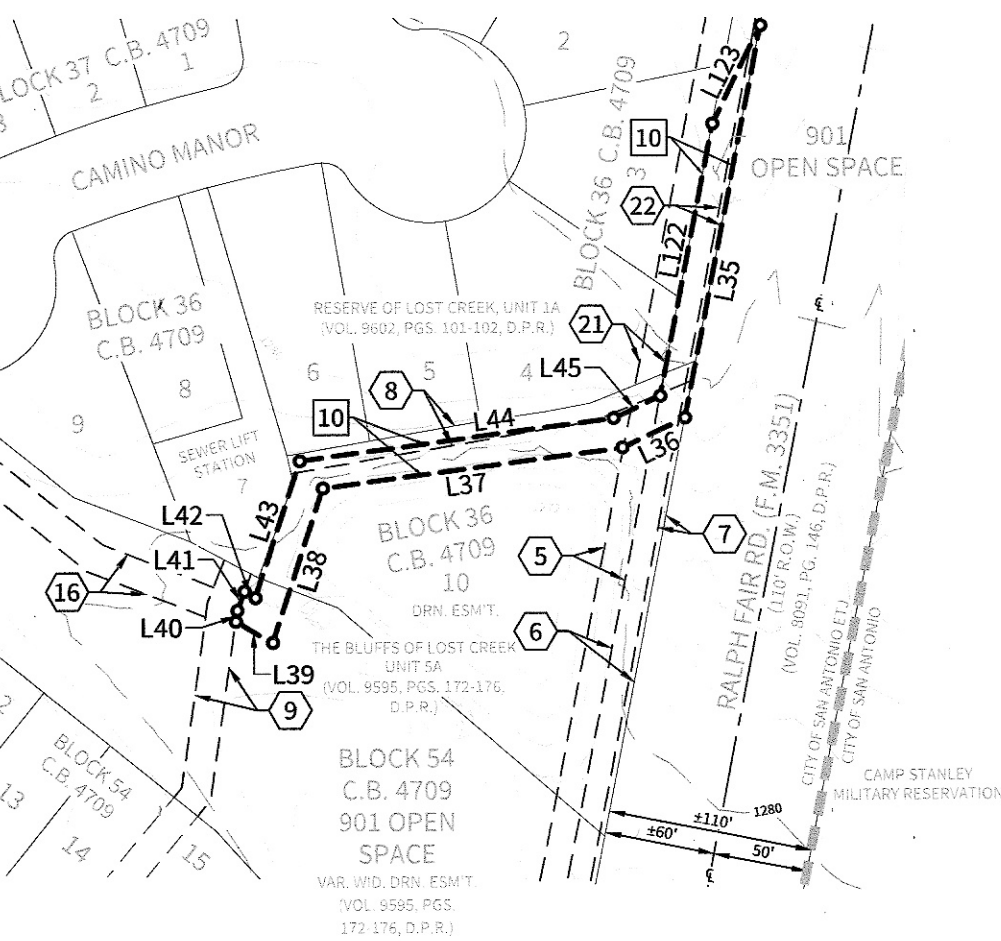 BLOCK 37 C.B. 4709
1
2
3
CAMINO MANOR
2
BLOCK 36 C.B. 4709
3
L123
10
22
901
OPEN SPACE
L122
L35
BLOCK 36
C.B. 4709
RESERVE OF LOST CREEK, UNIT 1A
(VOL. 9602, PGS. 101-102, D.P.R.)
21
℄
6
5
4
8
L45
8
9
10
L44
L36
SEWER LIFT
STATION
7
L37
L43
L42
L38
BLOCK 36
C.B. 4709
10
DRN. ESM'T.
5
7
L41
16
L40
6
L39
THE BLUFFS OF LOST CREEK
UNIT 5A
(VOL. 9595, PGS. 172-176,
D.P.R.)
9
RALPH FAIR RD. (F.M. 3351)
(110' R.O.W.)
(VOL. 8091, PG. 146, D.P.R.)
CITY OF SAN ANTONIO ETJ
CITY OF SAN ANTONIO
12
BLOCK 54
C.B. 4709
13
14
15
BLOCK 54
C.B. 4709
901 OPEN
SPACE
VAR. WID. DRN. ESM'T.
(VOL. 9595, PGS.
172-176, D.P.R.)
CAMP STANLEY
MILITARY RESERVATION
1280
±110'
±60'
50'
℄